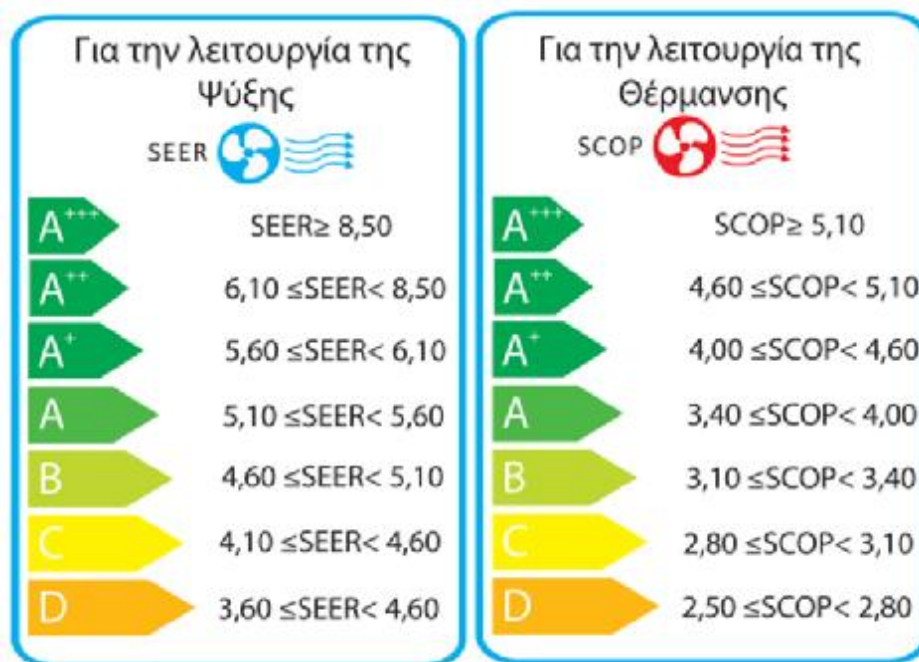 Για την λειτουργία της
Ψύξης
SEER
A+++ SEER≥ 8,50
A++ 6,10 ≤SEER< 8,50
A+ 5,60 ≤SEER< 6,10
A 5,10 ≤SEER< 5,60
B 4,60 ≤SEER< 5,10
C 4,10 ≤SEER< 4,60
D 3,60 ≤SEER< 4,60
Για την λειτουργία της
Θέρμανσης
SCOP
A+++ SCOP≥ 5,10
A++ 4,60 ≤SCOP< 5,10
A+ 4,00 ≤SCOP< 4,60
A 3,40 ≤SCOP< 4,00
B 3,10 ≤SCOP< 3,40
C 2,80 ≤SCOP< 3,10
D 2,50 ≤SCOP< 2,80